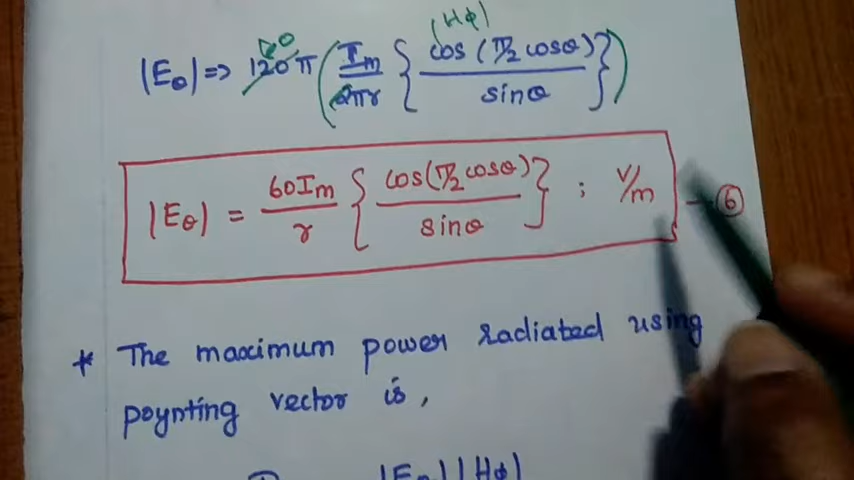 (Hφ)
|Eθ| => 120π ( Im / 2πr { cos (π/2 cosθ) / sinθ } )
|Eθ| = 60Im / r { cos(π/2 cosθ) / sinθ } ; V/m - ⑥
* The maximum power radiated using
poynting vector is,
|Eθ| |Hφ|